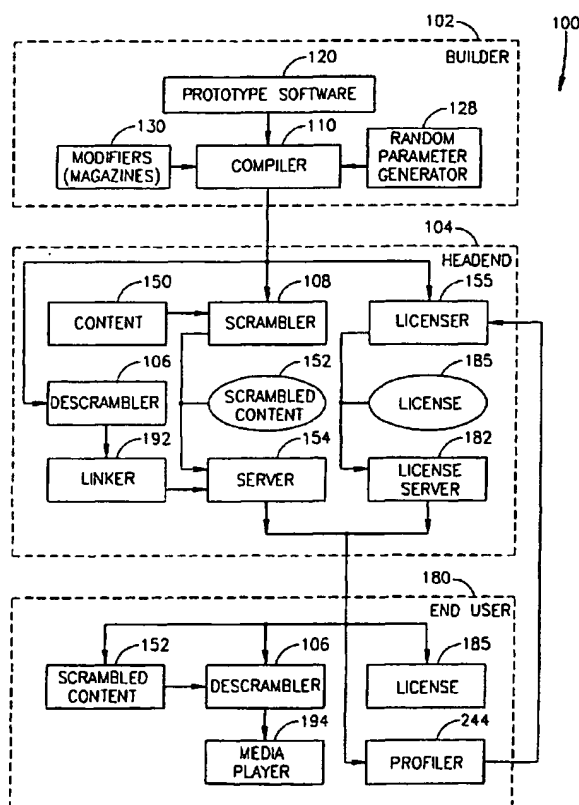 100
102
BUILDER
120
PROTOTYPE SOFTWARE
130
110
128
MODIFIERS
(MAGAZINES)
COMPILER
RANDOM
PARAMETER
GENERATOR
104
HEADEND
150
108
155
CONTENT
SCRAMBLER
LICENSER
106
152
185
DESCRAMBLER
SCRAMBLED
CONTENT
LICENSE
192
154
182
LINKER
SERVER
LICENSE
SERVER
180
END USER
152
106
185
SCRAMBLED
CONTENT
DESCRAMBLER
LICENSE
194
244
MEDIA
PLAYER
PROFILER